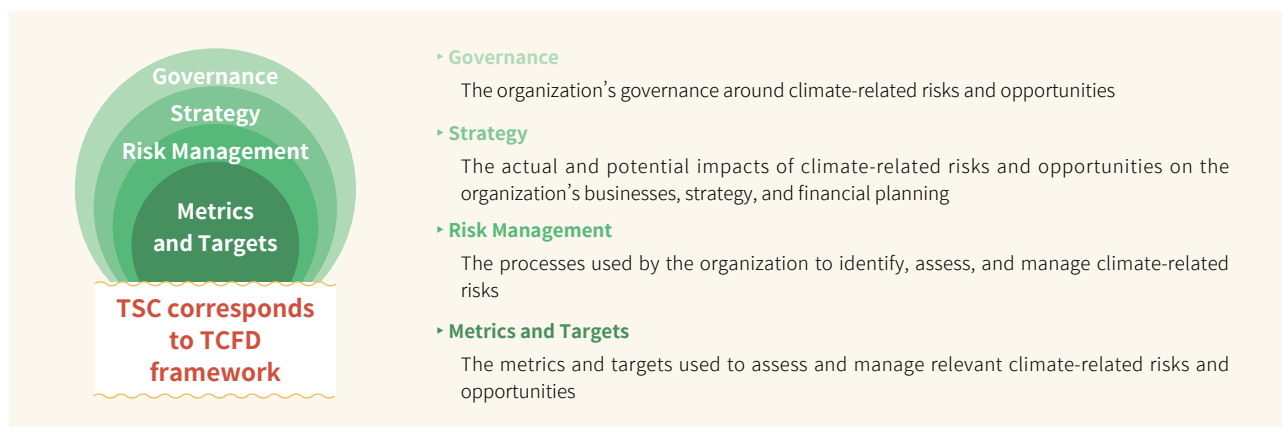 Governance
Strategy
Risk Management
Metrics
and Targets
TSC corresponds
to TCFD
framework
‣ Governance
The organization’s governance around climate-related risks and opportunities
‣ Strategy
The actual and potential impacts of climate-related risks and opportunities on the
organization’s businesses, strategy, and financial planning
‣ Risk Management
The processes used by the organization to identify, assess, and manage climate-related
risks
‣ Metrics and Targets
The metrics and targets used to assess and manage relevant climate-related risks and
opportunities